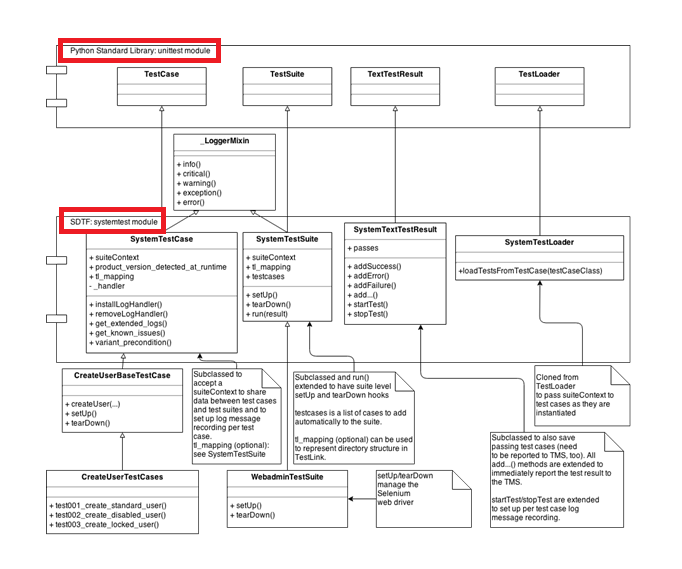 Python Standard Library: unittest module
TestCase
TestSuite
TextTestResult
TestLoader
_LoggerMixin
+ info()
+ critical()
+ warning()
+ exception()
+ error()
SDTF: systemtest module
SystemTestCase
+ suiteContext
+ product_version_detected_at_runtime
+ tl_mapping
- _handler
+ installLogHandler()
+ removeLogHandler()
+ get_extended_logs()
+ get_known_issues()
+ variant_precondition()
SystemTestSuite
+ suiteContext
+ tl_mapping
+ testcases
+ setUp()
+ tearDown()
+ run(result)
SystemTextTestResult
+ passes
+ addSuccess()
+ addError()
+ addFailure()
+ add...()
+ startTest()
+ stopTest()
SystemTestLoader
+loadTestsFromTestCase(testCaseClass)
CreateUserBaseTestCase
+ createUser(...)
+ setUp()
+ tearDown()
Subclassed to
accept a
suiteContext to share
data between test cases
and test suites and to
set up log message
recording per test
case.
tl_mapping (optional):
see SystemTestSuite
Subclassed and run()
extended to have suite level
setUp and tearDown hooks
testcases is a list of cases to add
automatically to the suite.
tl_mapping (optional) can be used
to represent directory structure in
TestLink.
Cloned from
TestLoader
to pass suiteContext to
test cases as they are
instantiated
Subclassed to also save
passing test cases (need
to be reported to TMS, too). All
add...() methods are extended to
immediately report the test result to
the TMS.
startTest/stopTest are extended
to set up per test case log
message recording.
CreateUserTestCases
+ test001_create_standard_user()
+ test002_create_disabled_user()
+ test003_create_locked_user()
WebadminTestSuite
+ setUp()
+ tearDown()
setUp/tearDown
manage the
Selenium
web driver